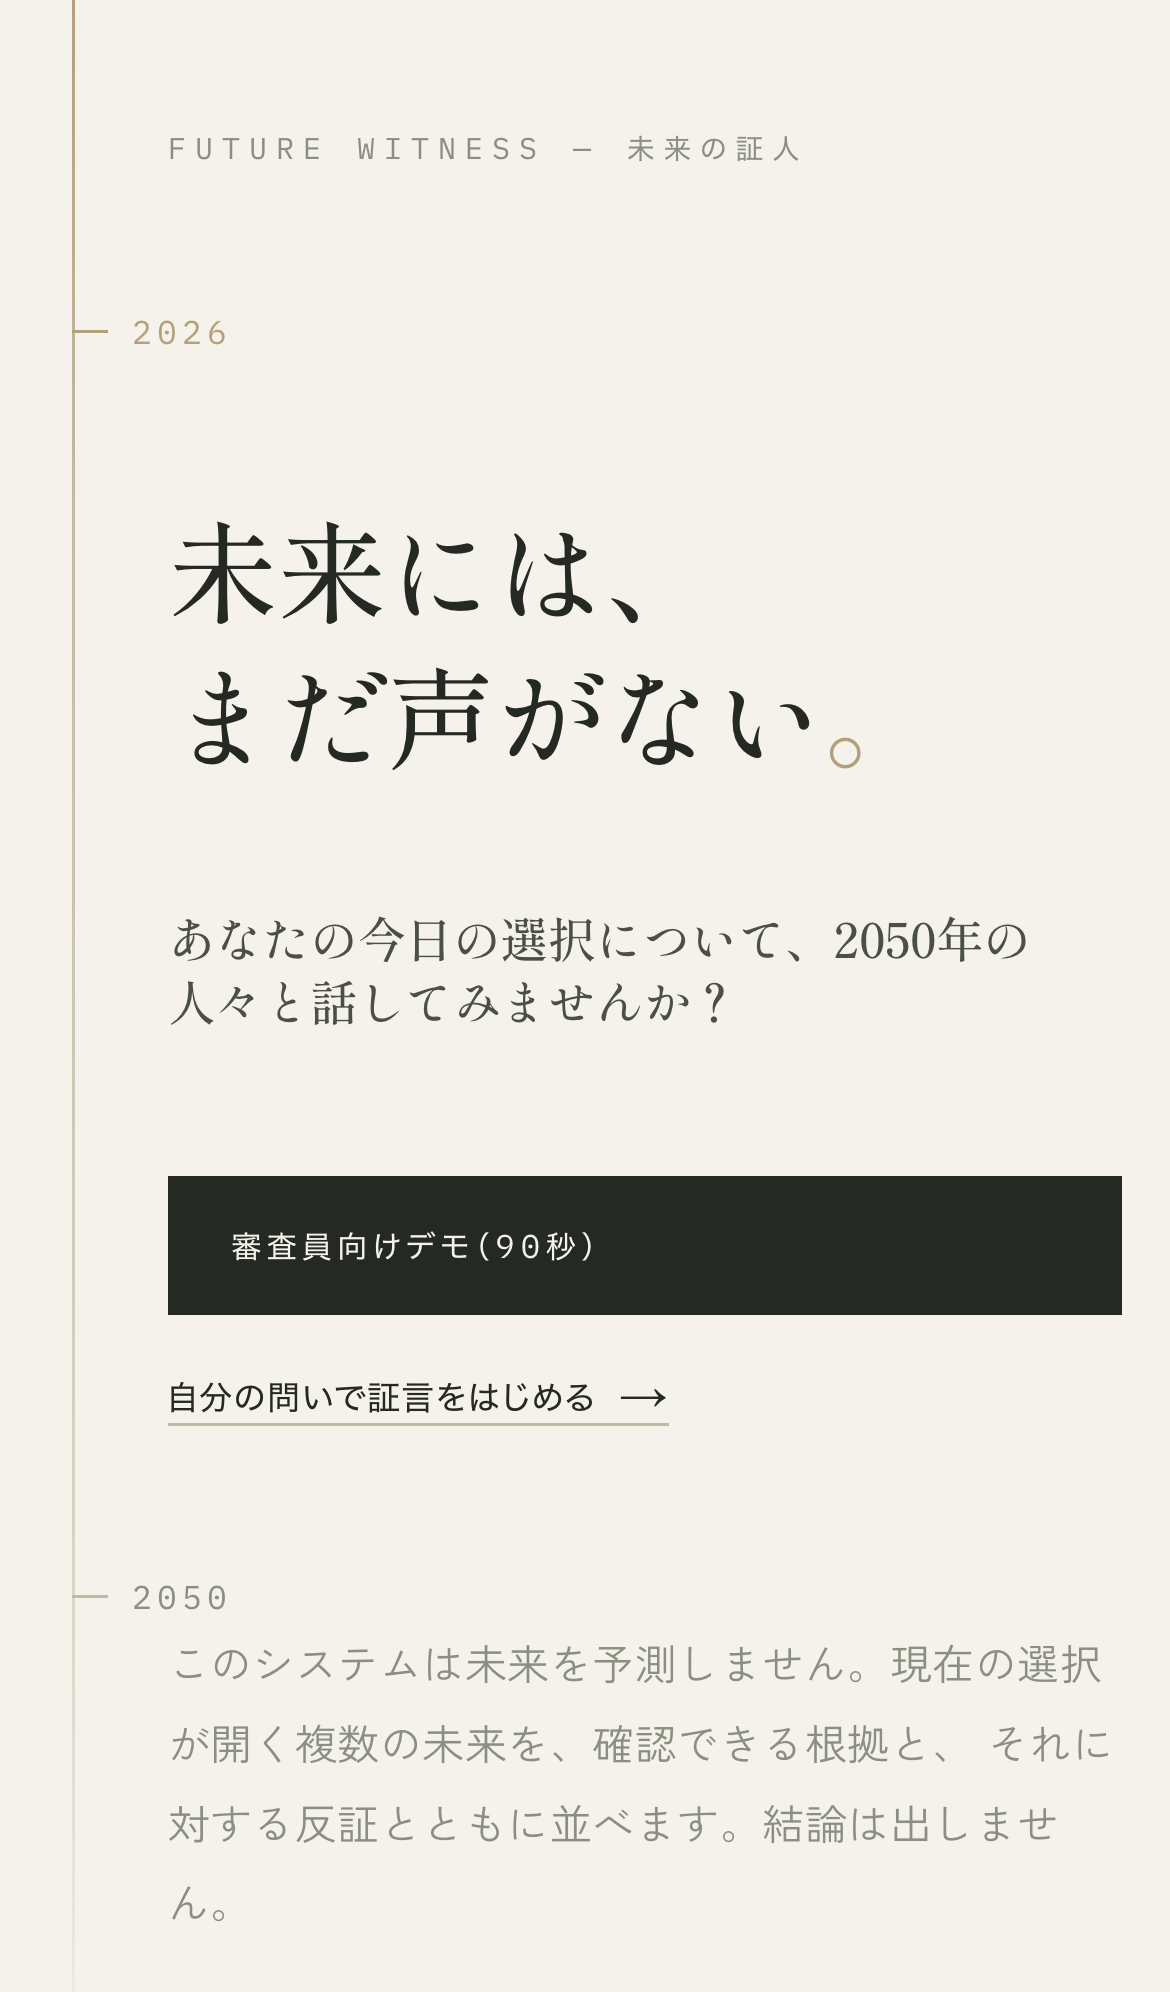 FUTURE WITNESS — 未来の証人
2026
未来には、
まだ声がない。
あなたの今日の選択について、2050年の
人々と話してみませんか？
審査員向けデモ(90秒)
自分の問いで証言をはじめる →
2050
このシステムは未来を予測しません。現在の選択
が開く複数の未来を、確認できる根拠と、 それに
対する反証とともに並べます。結論は出しませ
ん。